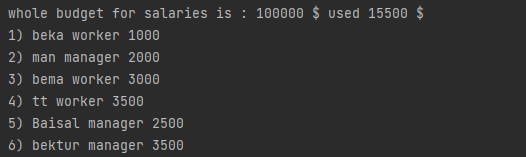 whole budget for salaries is : 100000 $ used 15500 $
1) beka worker 1000
2) man manager 2000
3) bema worker 3000
4) tt worker 3500
5) Baisal manager 2500
6) bektur manager 3500